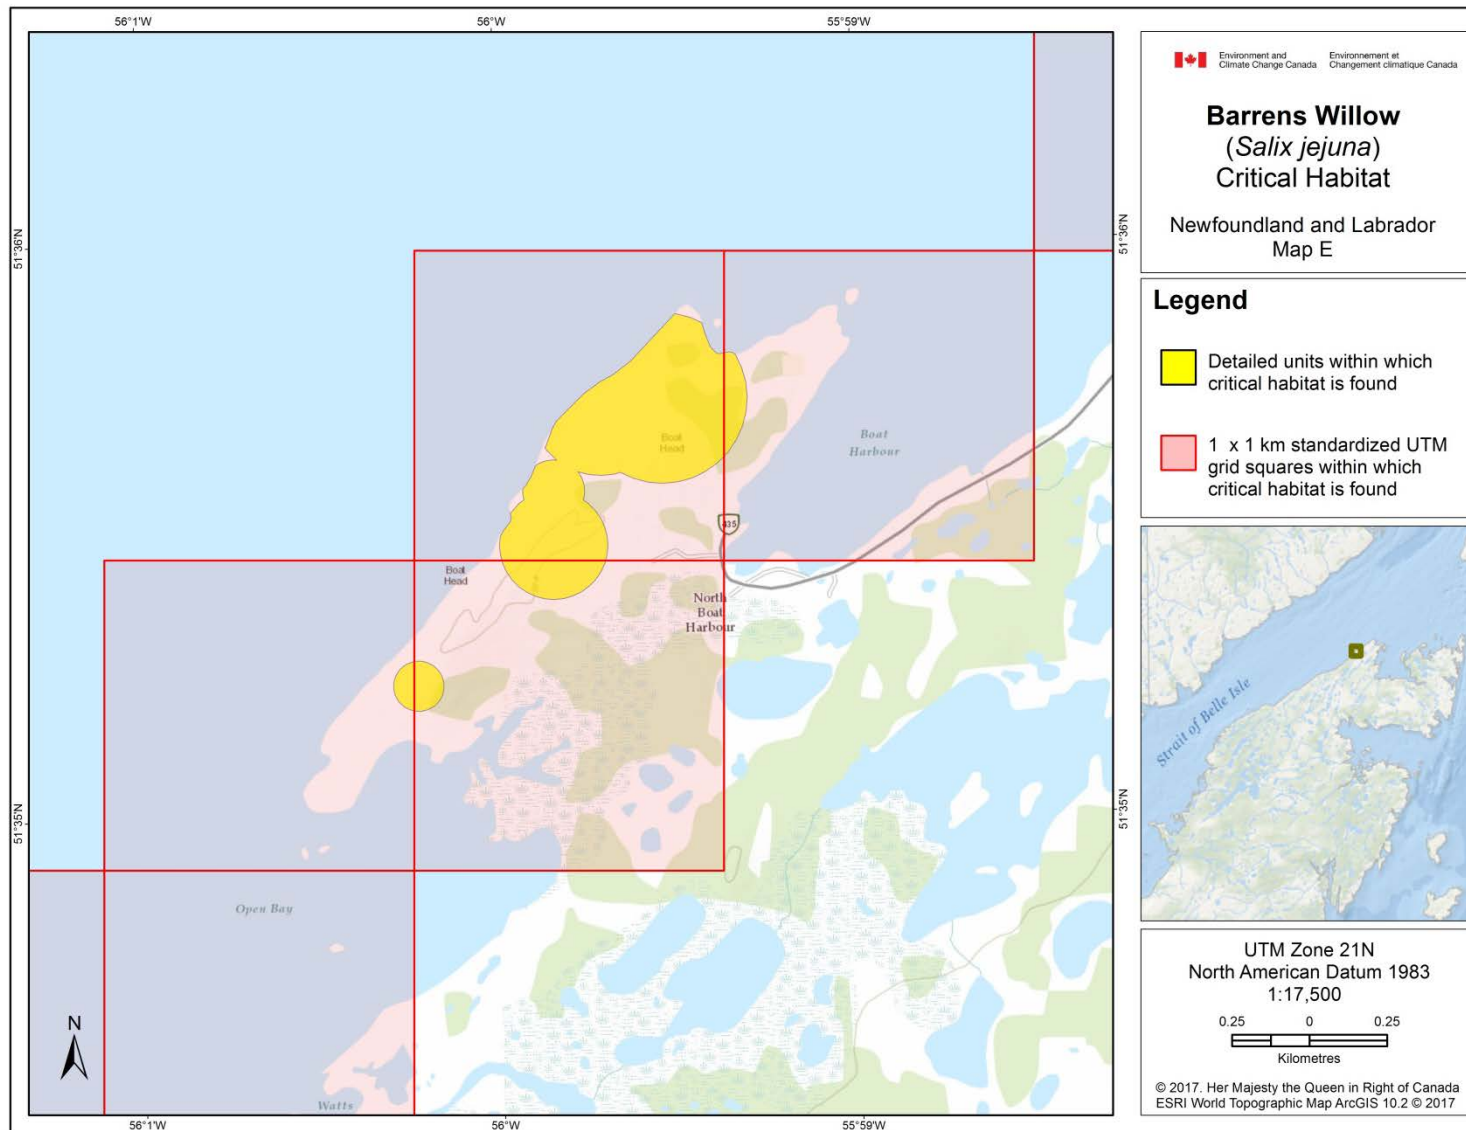 56°1'W
56°W
55°59'W
51°36'N
51°36'N
51°35'N
51°35'N
56°1'W
56°W
55°59'W
Boat
Head
Boat
Harbour
435
Boat
Head
North
Boat
Harbour
Open Bay
Watts
N
Environment and
Climate Change Canada
Environnement et
Changement climatique Canada
Barrens Willow
(Salix jejuna)
Critical Habitat
Newfoundland and Labrador
Map E
Legend
Detailed units within which
critical habitat is found
1 x 1 km standardized UTM
grid squares within which
critical habitat is found
Strait of Belle Isle
UTM Zone 21N
North American Datum 1983
1:17,500
0.25 0 0.25
Kilometres
© 2017. Her Majesty the Queen in Right of Canada
ESRI World Topographic Map ArcGIS 10.2 © 2017